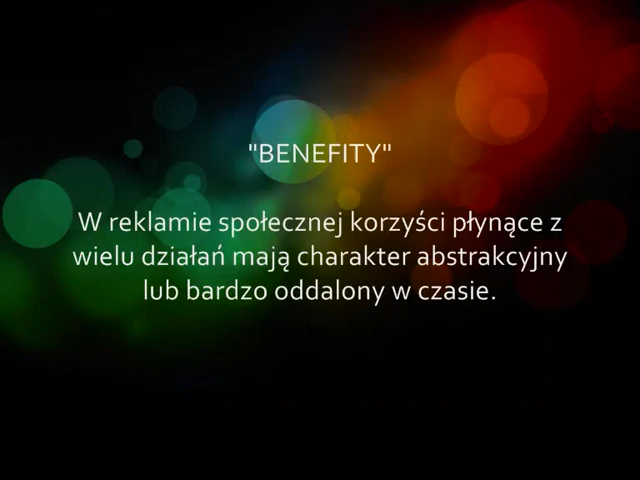 "BENEFITY"
W reklamie społecznej korzyści płynące z
wielu działań mają charakter abstrakcyjny
lub bardzo oddalony w czasie.